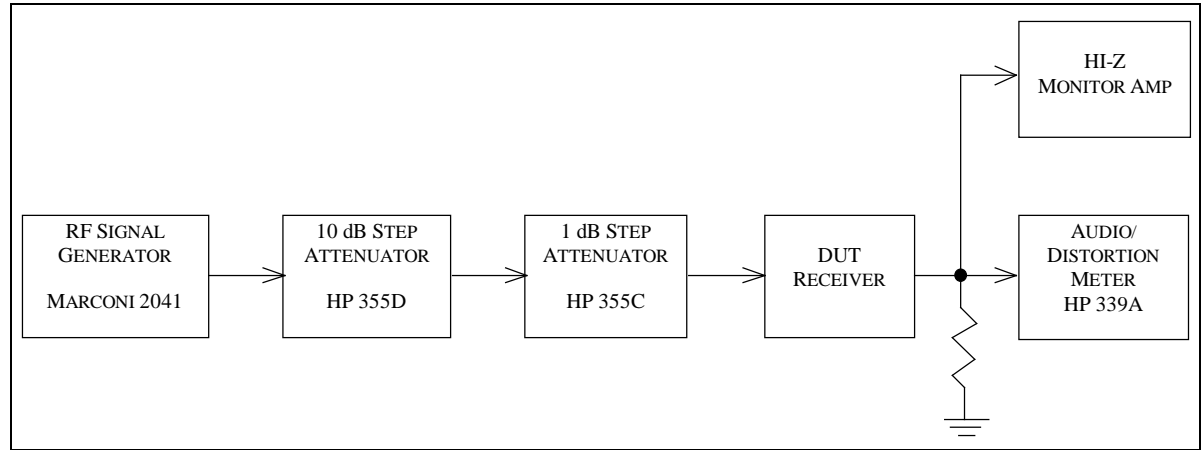 HI-Z
MONITOR AMP
RF SIGNAL
GENERATOR
MARCONI 2041
10 dB STEP
ATTENUATOR
HP 355D
1 dB STEP
ATTENUATOR
HP 355C
DUT
RECEIVER
AUDIO/
DISTORTION
METER
HP 339A